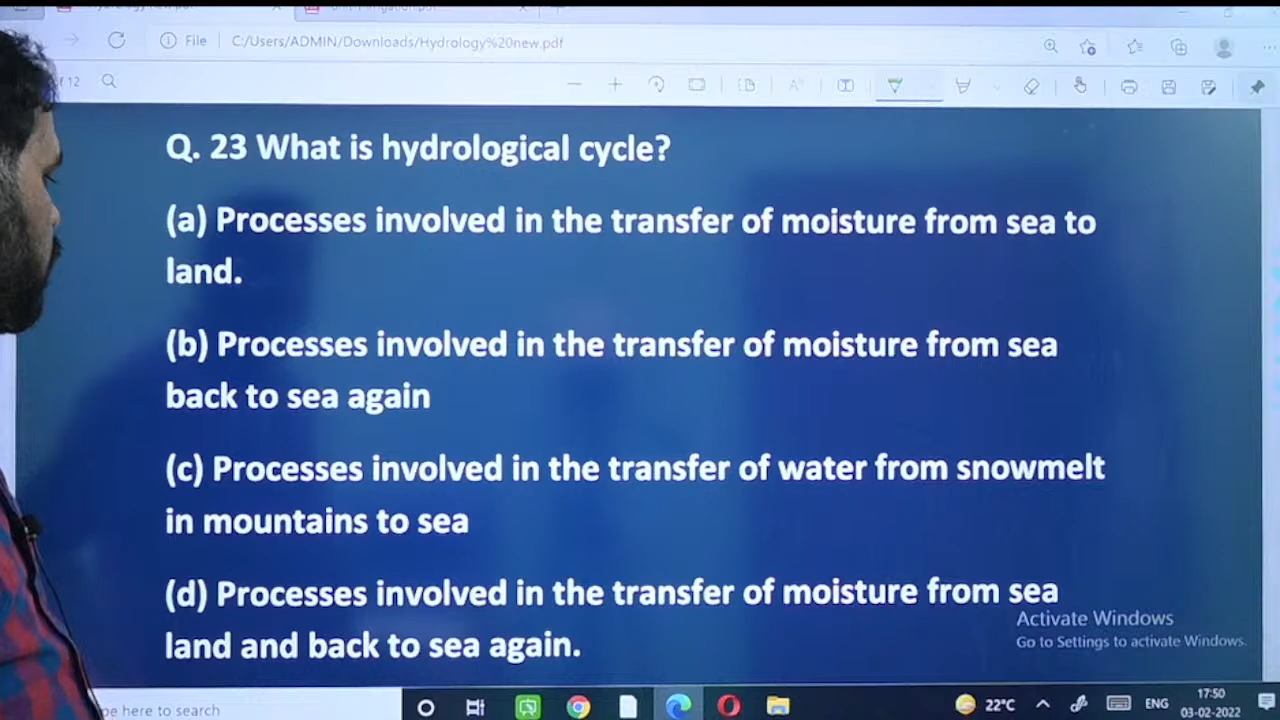 File C:/Users/ADMIN/Downloads/Hydrology%20new.pdf
of 12
Q. 23 What is hydrological cycle?
(a) Processes involved in the transfer of moisture from sea to
land.
(b) Processes involved in the transfer of moisture from sea
back to sea again
(c) Processes involved in the transfer of water from snowmelt
in mountains to sea
(d) Processes involved in the transfer of moisture from sea
land and back to sea again.
Activate Windows
Go to Settings to activate Windows.
pe here to search
22°C
ENG
17:50
03-02-2022